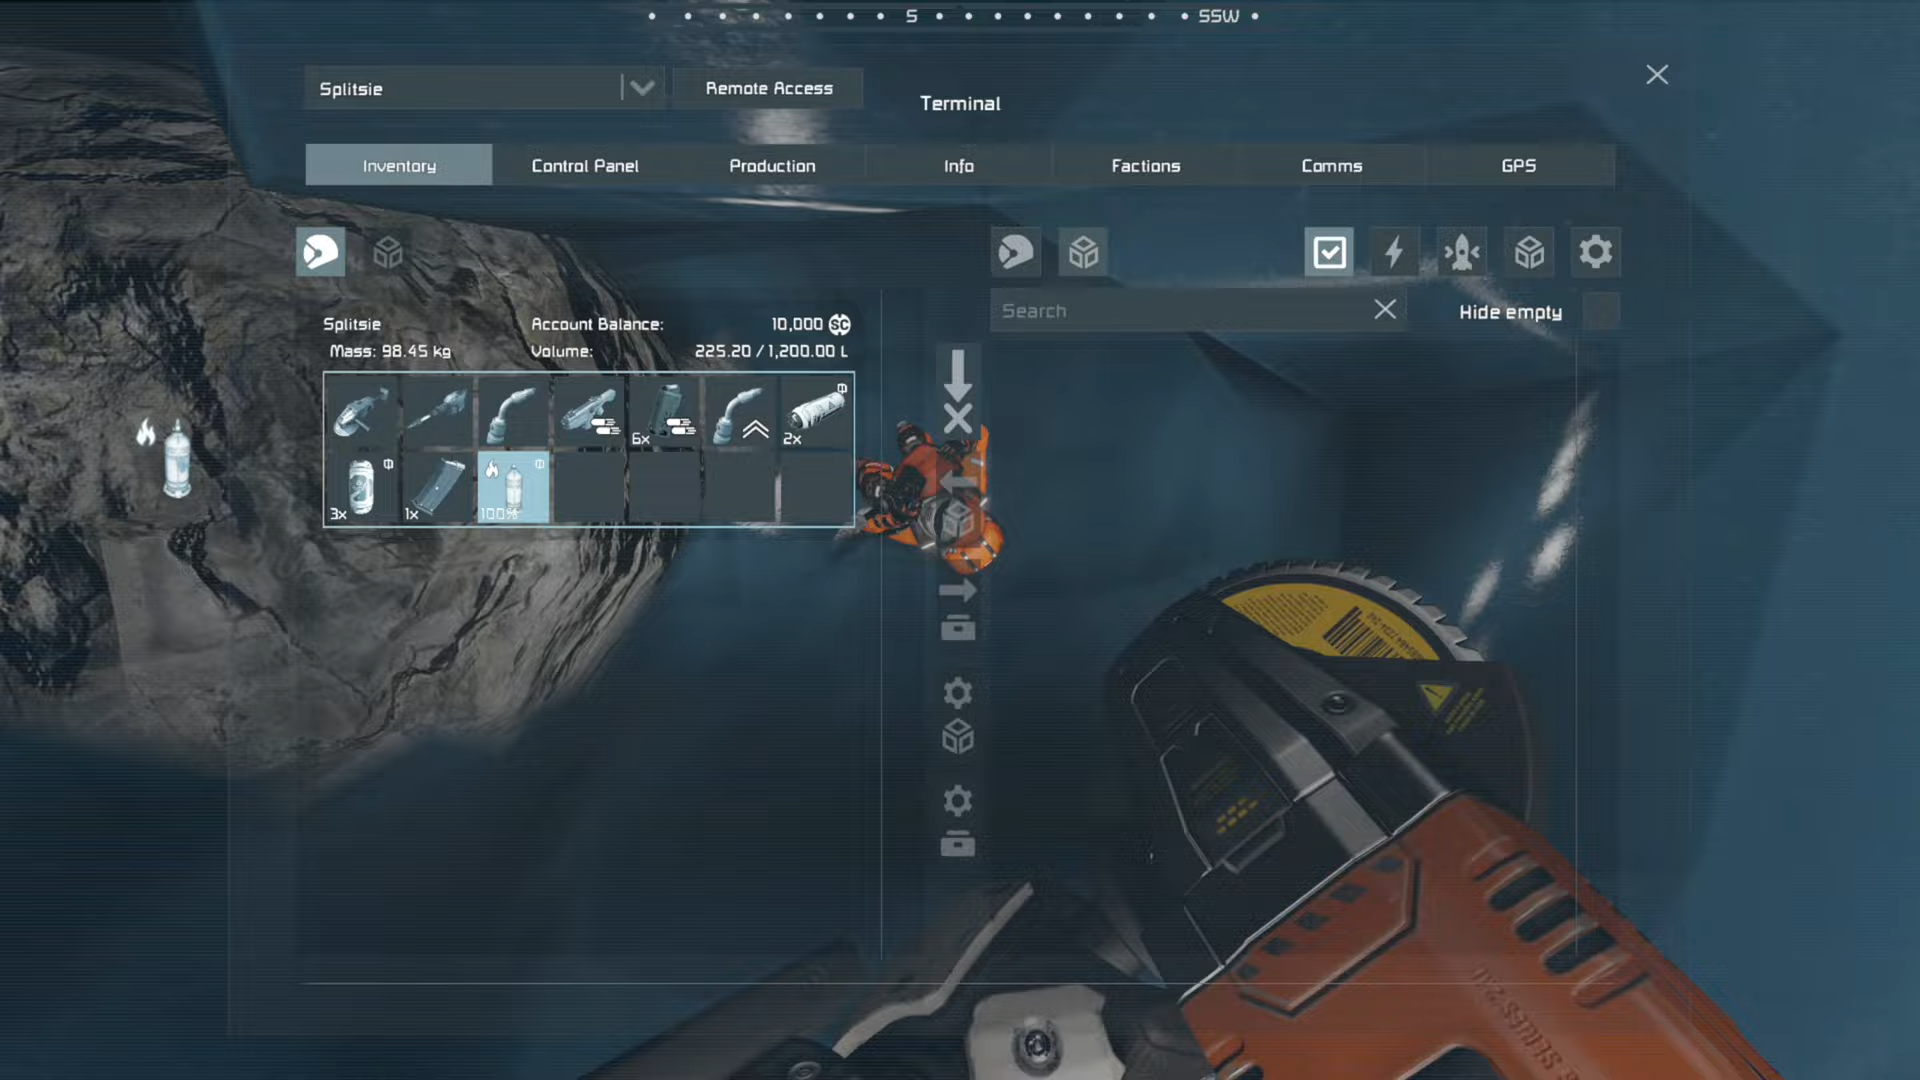 S SSW
Splitsie
Remote Access
Terminal
Inventory Control Panel Production Info Factions Comms GPS
Search
Hide empty
Splitsie Account Balance: 10,000 SC
Mass: 98.45 kg Volume: 225.20 / 1,200.00 L
6x 2x
3x 1x 100%